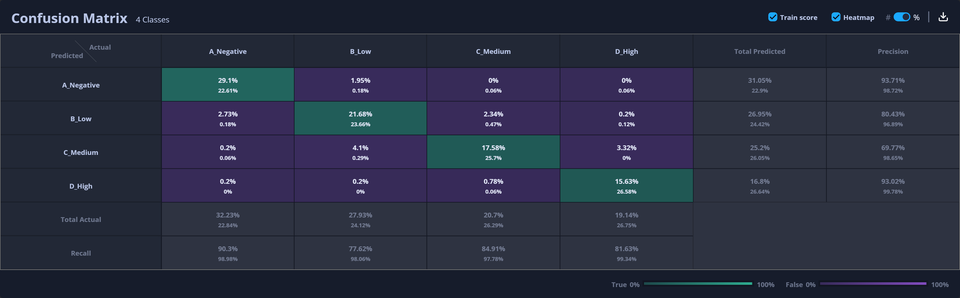 Confusion Matrix 4 Classes Train score Heatmap # %
Actual
Predicted
A_Negative B_Low C_Medium D_High Total Predicted Precision
A_Negative
29.1% 1.95% 0% 0% 31.05% 93.71%
22.61% 0.18% 0.06% 0.06% 22.9% 98.72%
B_Low
2.73% 21.68% 2.34% 0.2% 26.95% 80.43%
0.18% 23.66% 0.47% 0.12% 24.42% 96.89%
C_Medium
0.2% 4.1% 17.58% 3.32% 25.2% 69.77%
0.06% 0.29% 25.7% 0% 26.05% 98.65%
D_High
0.2% 0.2% 0.78% 15.63% 16.8% 93.02%
0% 0% 0.06% 26.58% 26.64% 99.78%
Total Actual
32.23% 27.93% 20.7% 19.14%
22.84% 24.12% 26.29% 26.75%
Recall
90.3% 77.62% 84.91% 81.63%
98.98% 98.06% 97.78% 99.34%
True 0% 100% False 0% 100%